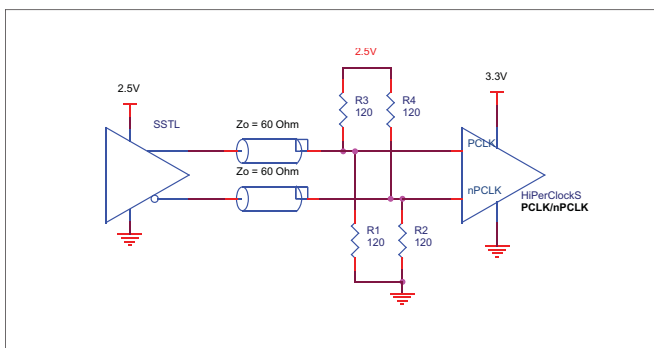 2.5V
2.5V
3.3V
SSTL
Zo = 60 Ohm
R3
120
R4
120
PCLK
Zo = 60 Ohm
nPCLK
HiPerClockS
PCLK/nPCLK
R1
120
R2
120